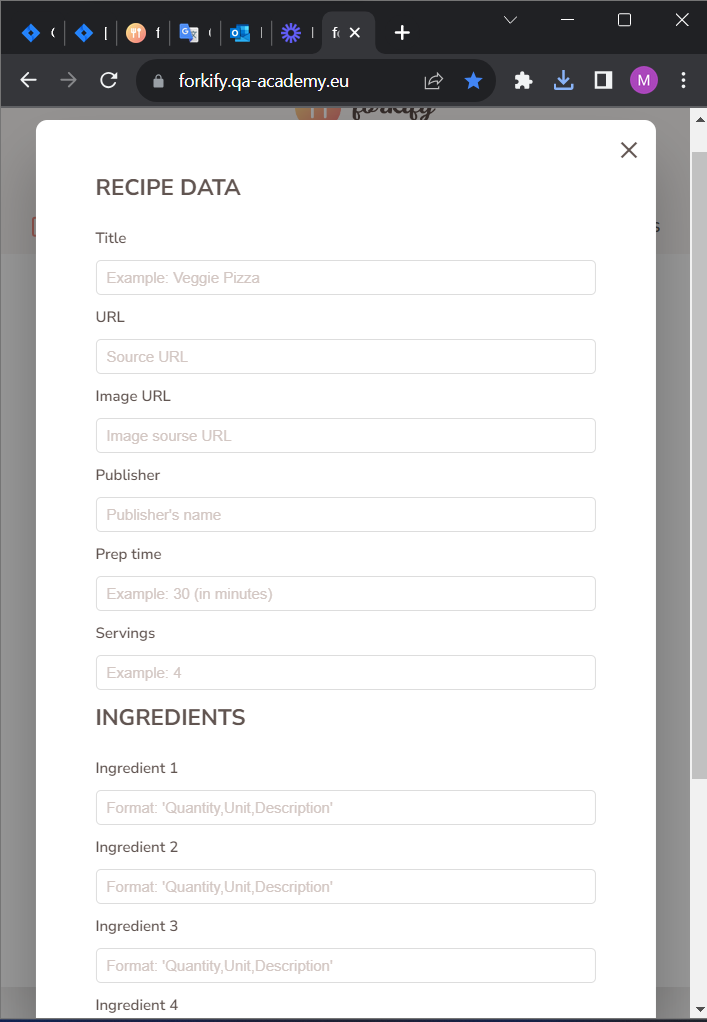 forkify.qa-academy.eu
M
forkify
RECIPE DATA
Title
Example: Veggie Pizza
URL
Source URL
Image URL
Image sourse URL
Publisher
Publisher's name
Prep time
Example: 30 (in minutes)
Servings
Example: 4
INGREDIENTS
Ingredient 1
Format: 'Quantity,Unit,Description'
Ingredient 2
Format: 'Quantity,Unit,Description'
Ingredient 3
Format: 'Quantity,Unit,Description'
Ingredient 4